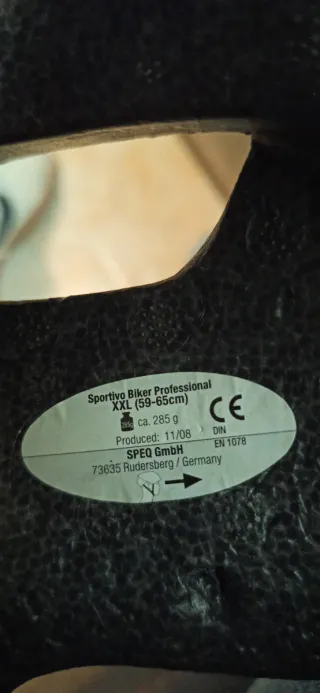 Sportivo Biker Professional
XXL (59-65cm)
ca. 285 g
CE
Produced: 11/08
DIN
EN 1078
SPEQ GmbH
73635 Rudersberg / Germany